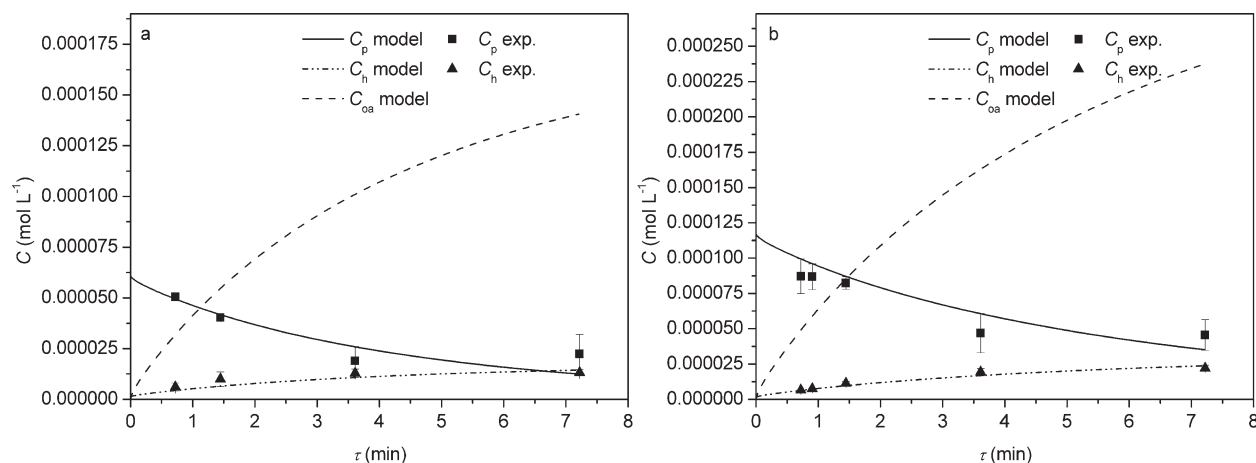 a
C_p model C_p exp.
C_h model C_h exp.
C_oa model
0.000175
0.000150
0.000125
0.000100
0.000075
0.000050
0.000025
0.000000
C (mol L⁻¹)
0 1 2 3 4 5 6 7 8
τ (min)
b
C_p model C_p exp.
C_h model C_h exp.
C_oa model
0.000250
0.000225
0.000200
0.000175
0.000150
0.000125
0.000100
0.000075
0.000050
0.000025
0.000000
C (mol L⁻¹)
0 1 2 3 4 5 6 7 8
τ (min)